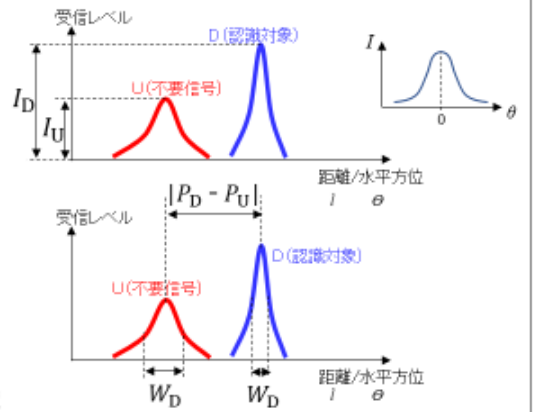 受信レベル
D(認識対象)
U(不要信号)
I_D
I_U
I
0
θ
距離/水平方位
l θ
|P_D - P_U|
受信レベル
D(認識対象)
U(不要信号)
W_D
W_D
距離/水平方位
l θ